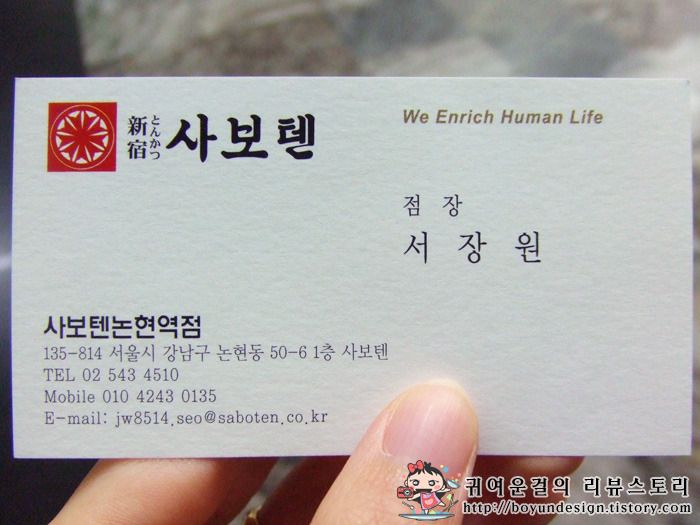 新宿 とんかつ 사보텐
We Enrich Human Life
점 장
서 장 원
사보텐논현역점
135-814 서울시 강남구 논현동 50-6 1층 사보텐
TEL 02 543 4510
Mobile 010 4243 0135
E-mail: jw8514.seo@saboten.co.kr
귀여운걸의 리뷰스토리
http://boyundesign.tistory.com